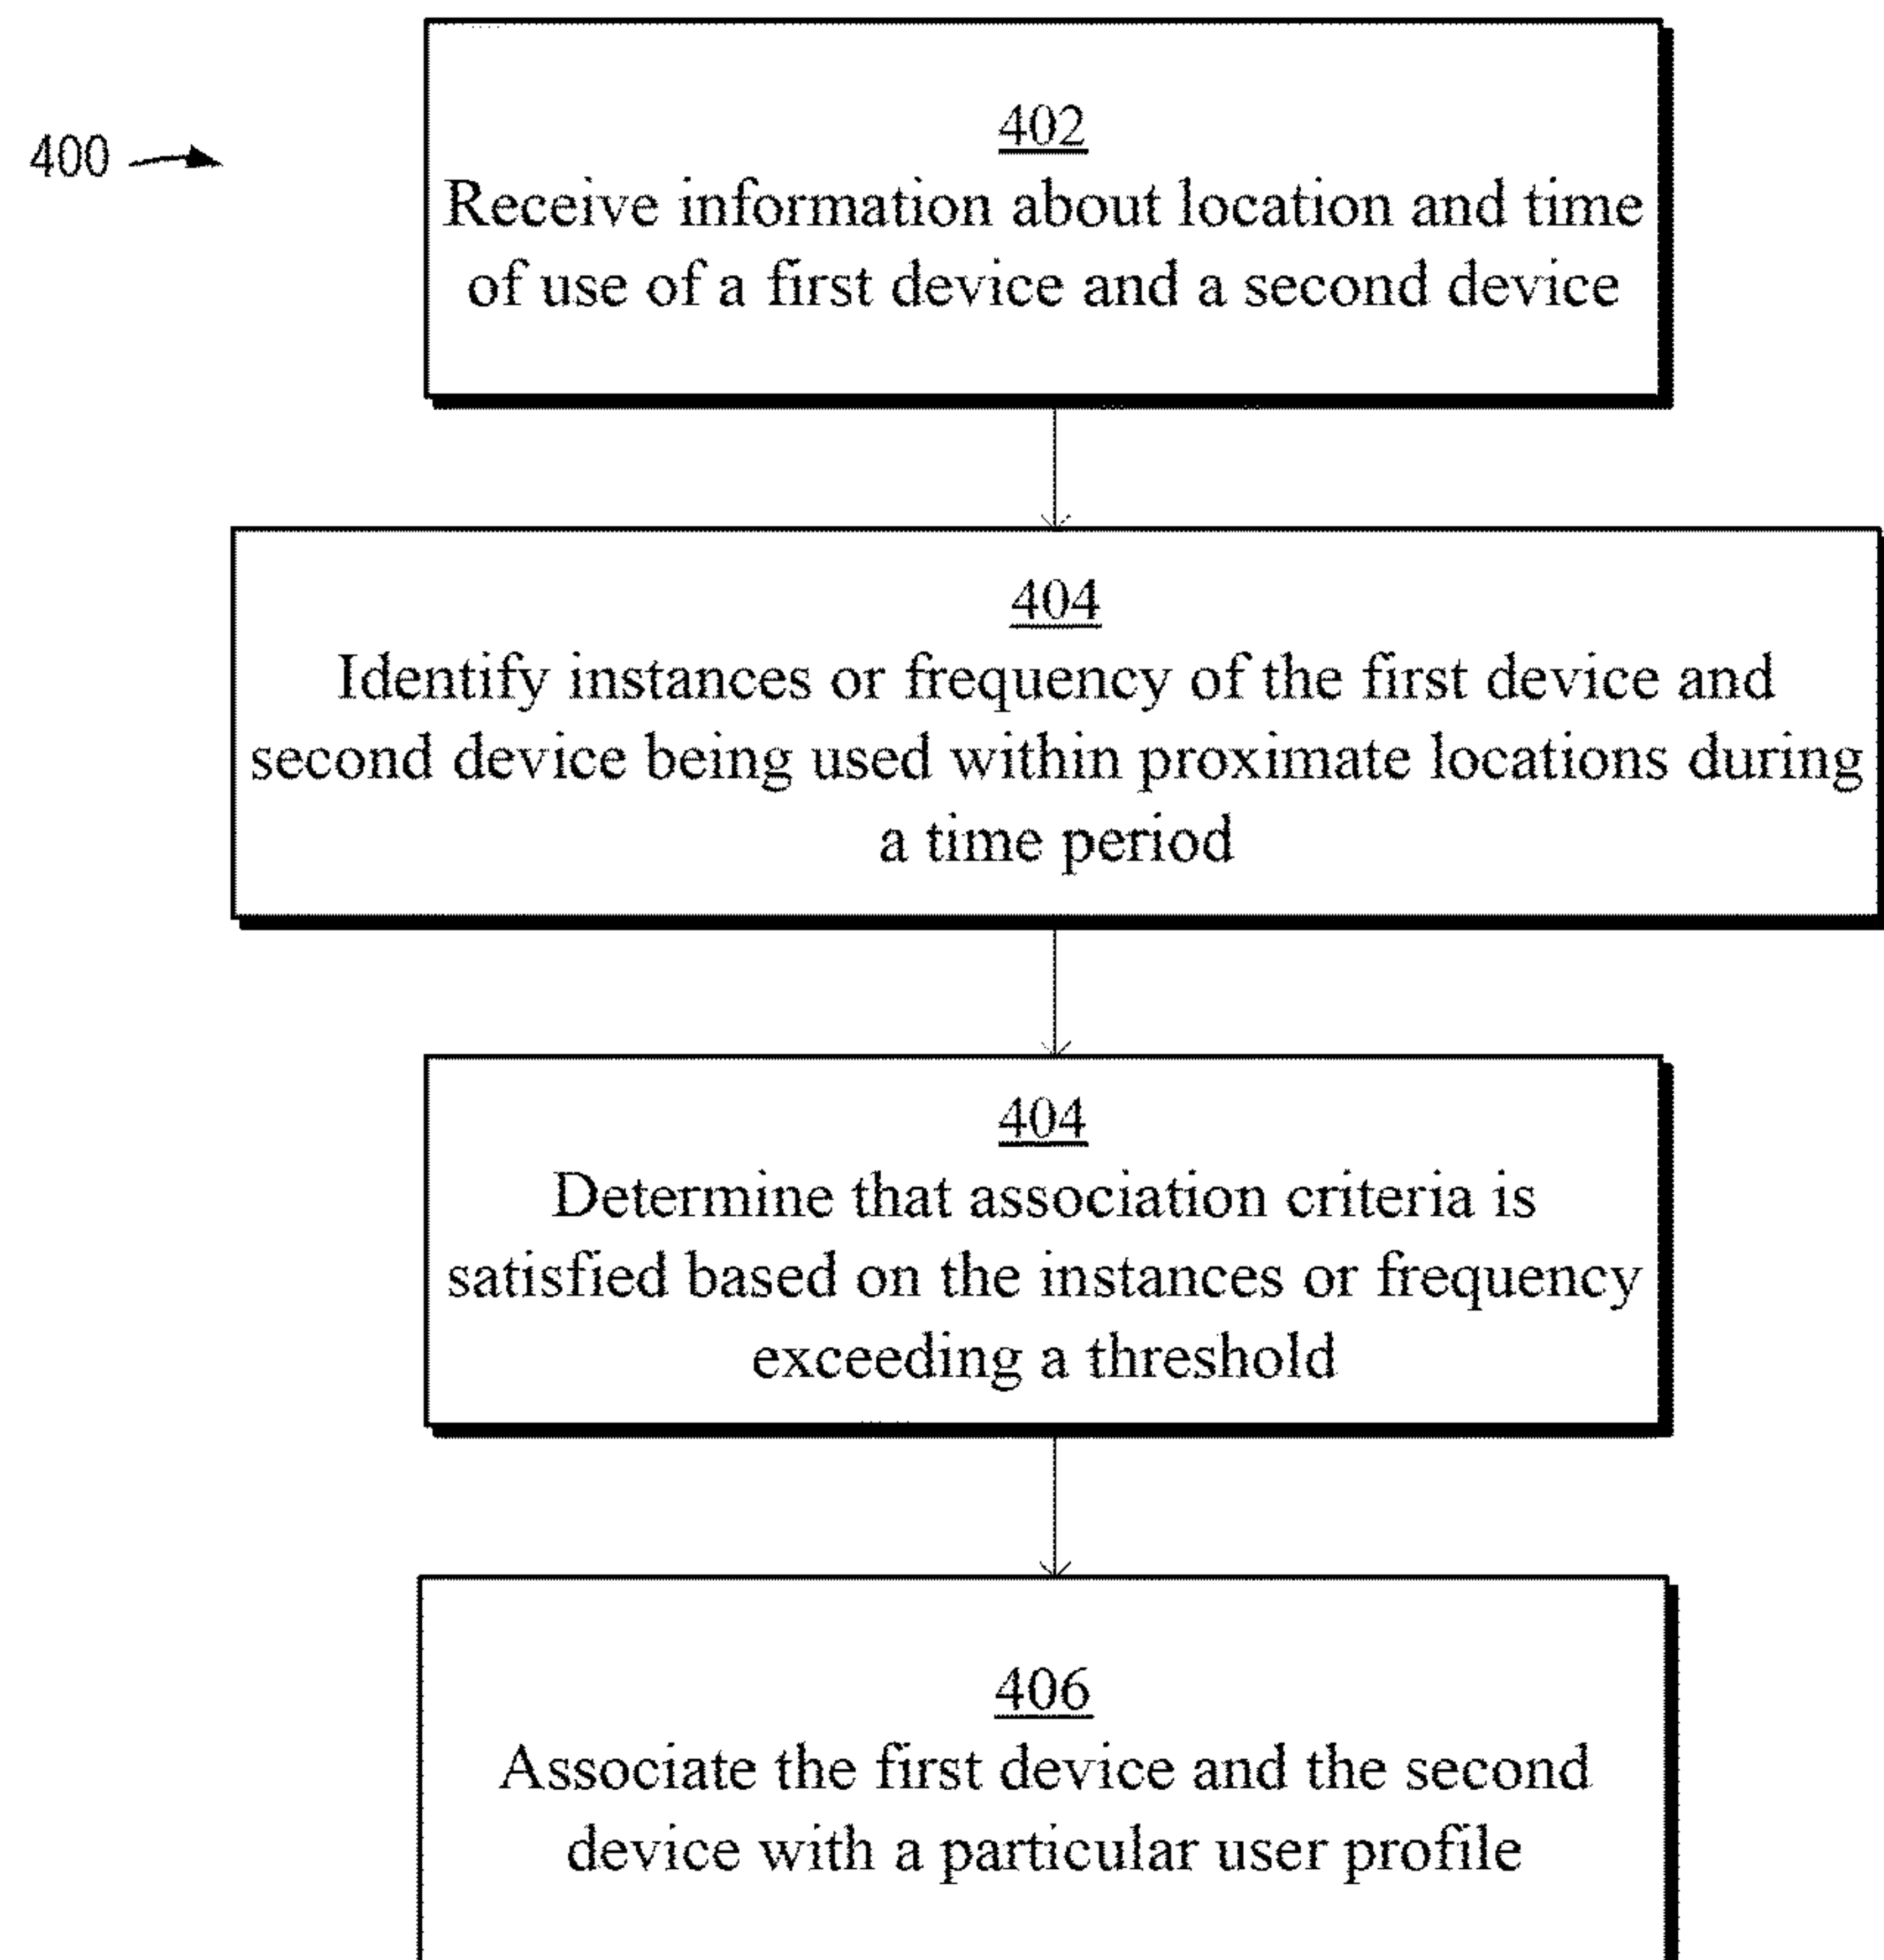 400
402
Receive information about location and time
of use of a first device and a second device
404
Identify instances or frequency of the first device and
second device being used within proximate locations during
a time period
404
Determine that association criteria is
satisfied based on the instances or frequency
exceeding a threshold
406
Associate the first device and the second
device with a particular user profile